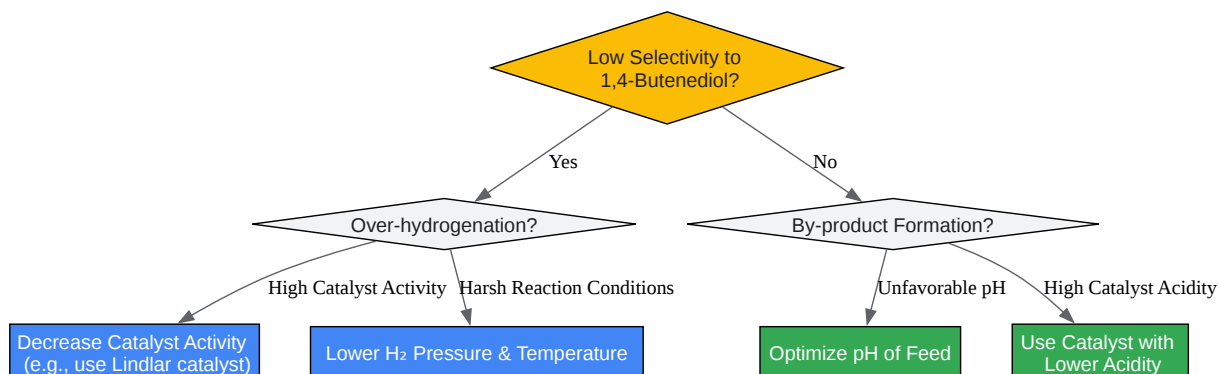 Low Selectivity to
1,4-Butenediol?
Yes
No
Over-hydrogenation?
By-product Formation?
High Catalyst Activity
Harsh Reaction Conditions
Unfavorable pH
High Catalyst Acidity
Decrease Catalyst Activity
(e.g., use Lindlar catalyst)
Lower H₂ Pressure & Temperature
Optimize pH of Feed
Use Catalyst with
Lower Acidity